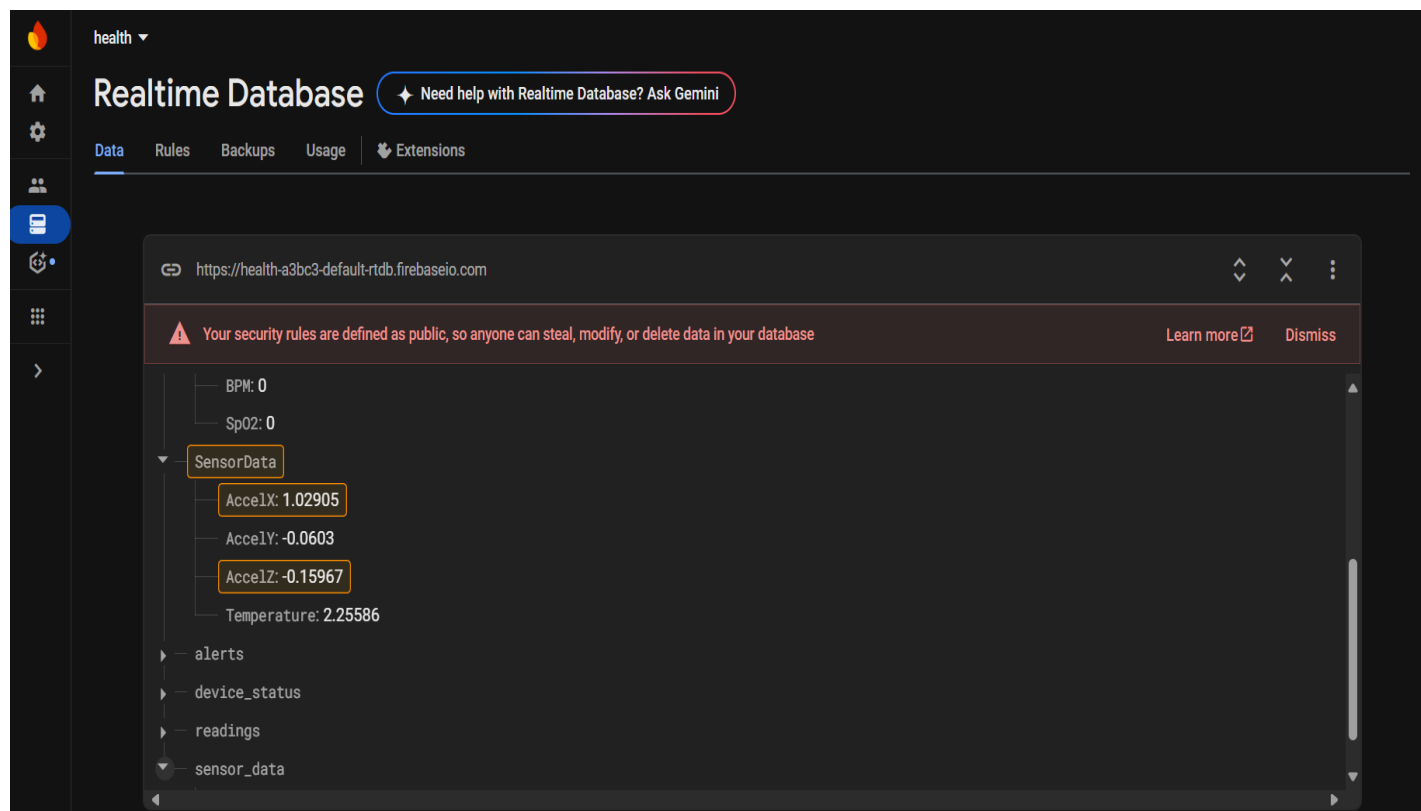 health
Realtime Database
Need help with Realtime Database? Ask Gemini
Data Rules Backups Usage Extensions
https://health-a3bc3-default-rtdb.firebaseio.com
Your security rules are defined as public, so anyone can steal, modify, or delete data in your database Learn more Dismiss
BPM: 0
SpO2: 0
SensorData
AccelX: 1.02905
AccelY: -0.0603
AccelZ: -0.15967
Temperature: 2.25586
alerts
device_status
readings
sensor_data